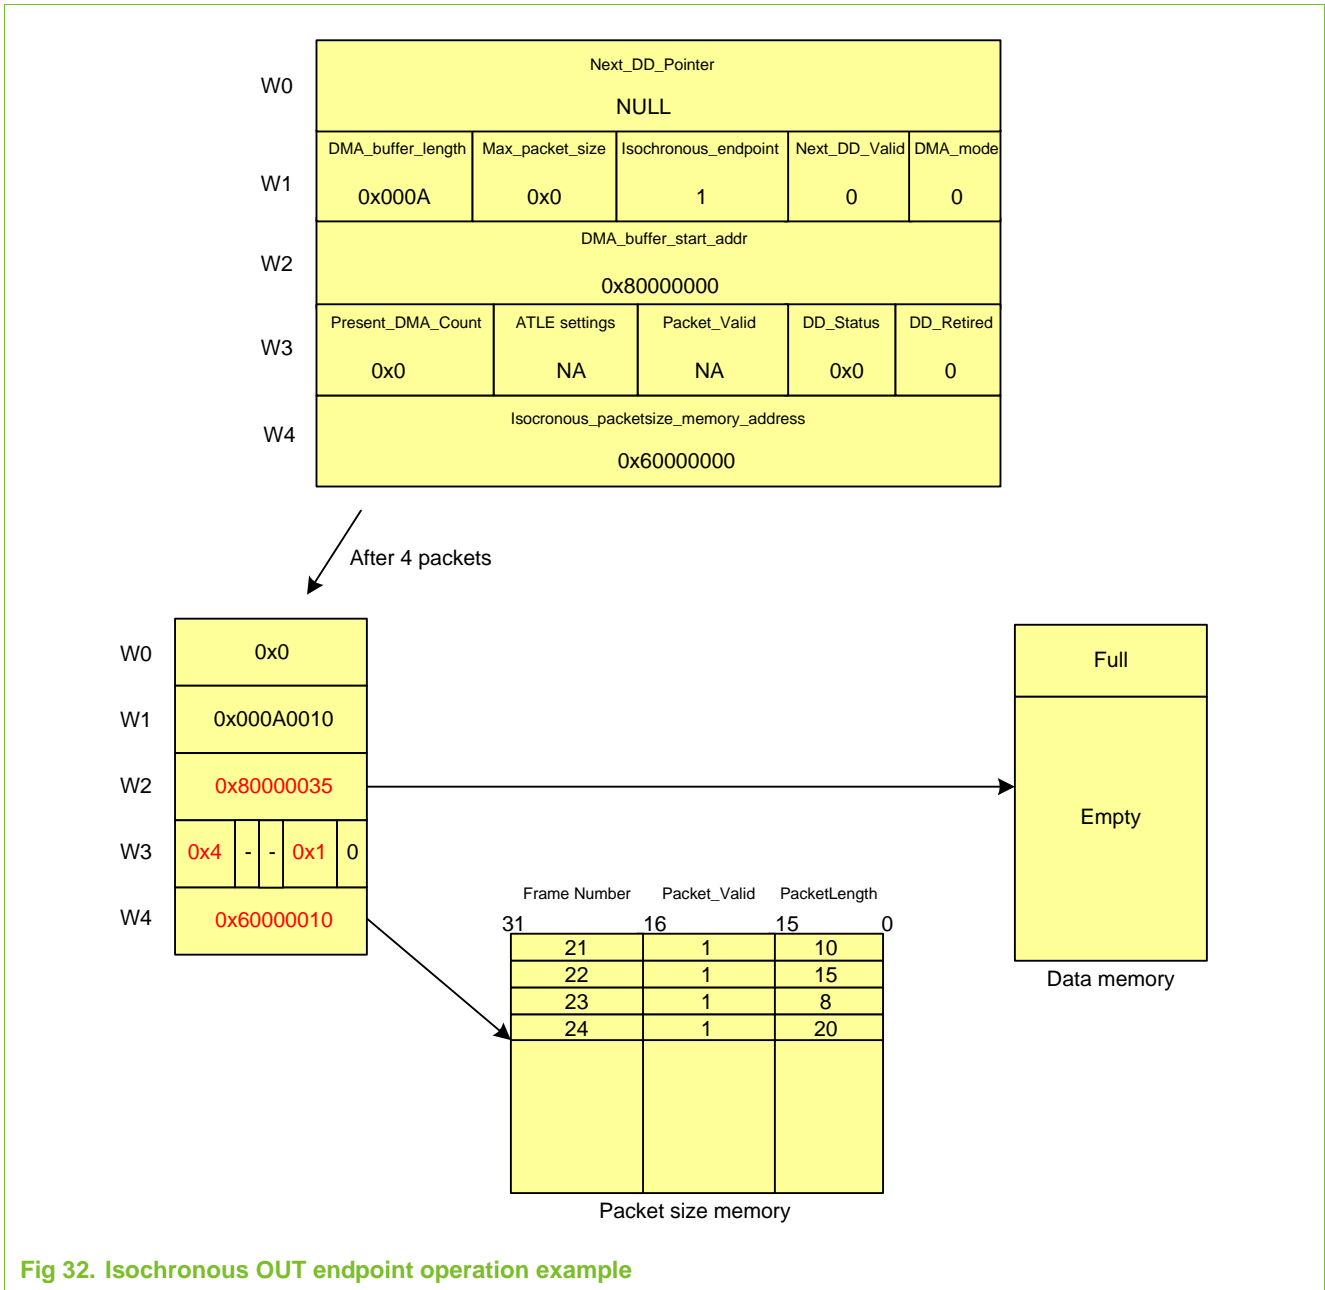 Next_DD_Pointer
W0
NULL
DMA_buffer_length Max_packet_size Isochronous_endpoint Next_DD_Valid DMA_mode
W1
0x000A 0x0 1 0 0
DMA_buffer_start_addr
W2
0x80000000
Present_DMA_Count ATLE settings Packet_Valid DD_Status DD_Retired
W3
0x0 NA NA 0x0 0
Isocronous_packetsize_memory_address
W4
0x60000000
After 4 packets
W0 0x0
W1 0x000A0010
W2 0x80000035
W3 0x4 - - 0x1 0
W4 0x60000010
Full
Empty
Data memory
Frame Number Packet_Valid PacketLength
31 16 15 0
21 1 10
22 1 15
23 1 8
24 1 20
Packet size memory
Fig 32. Isochronous OUT endpoint operation example